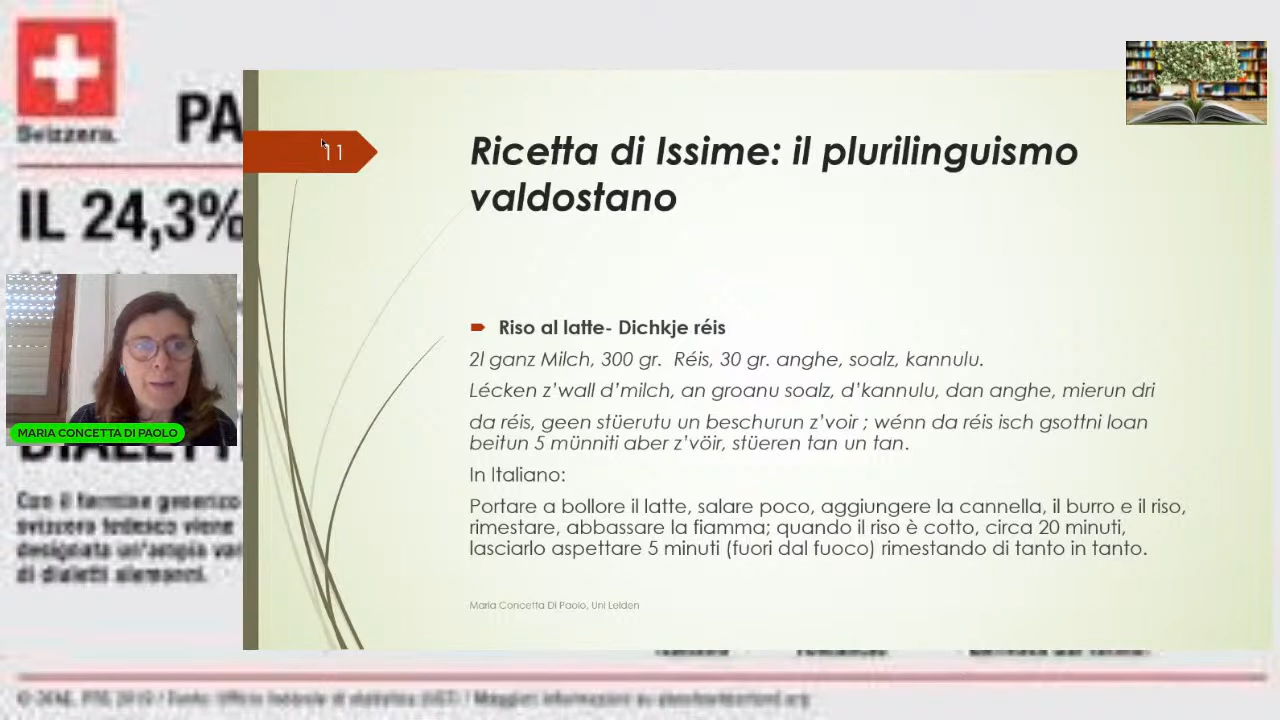 Svizzera.
PA
IL 24,3%
DIALETTI
Con il termine generico
svizzero tedesco viene
designata un'ampia var
di dialetti alemanni.
11
Ricetta di Issime: il plurilinguismo
valdostano
Riso al latte- Dichkje réis
2l ganz Milch, 300 gr. Réis, 30 gr. anghe, soalz, kannulu.
Lécken z’wall d’milch, an groanu soalz, d’kannulu, dan anghe, mierun dri
da réis, geen stüerutu un beschuerun z’voir ; wénn da réis isch gsottni loan
beitun 5 münniti aber z’vöir, stüeren tan un tan.
In Italiano:
Portare a bollore il latte, salare poco, aggiungere la cannella, il burro e il riso,
rimestare, abbassare la fiamma; quando il riso è cotto, circa 20 minuti,
lasciarlo aspettare 5 minuti (fuori dal fuoco) rimestando di tanto in tanto.
Maria Concetta Di Paolo, Uni Leiden
MARIA CONCETTA DI PAOLO